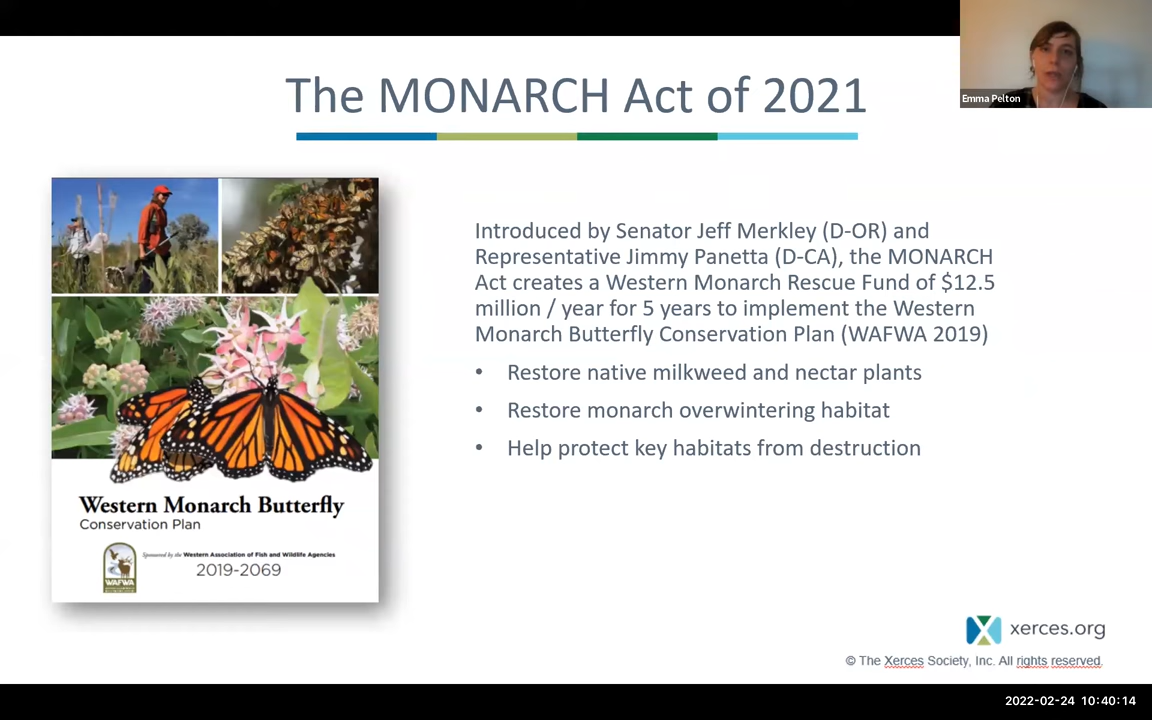 The MONARCH Act of 2021
Emma Pelton
Introduced by Senator Jeff Merkley (D-OR) and
Representative Jimmy Panetta (D-CA), the MONARCH
Act creates a Western Monarch Rescue Fund of $12.5
million / year for 5 years to implement the Western
Monarch Butterfly Conservation Plan (WAFWA 2019)
• Restore native milkweed and nectar plants
• Restore monarch overwintering habitat
• Help protect key habitats from destruction
Western Monarch Butterfly
Conservation Plan
Sponsored by the Western Association of Fish and Wildlife Agencies
2019-2069
WAFWA
xerces.org
© The Xerces Society, Inc. All rights reserved.
2022-02-24 10:40:14